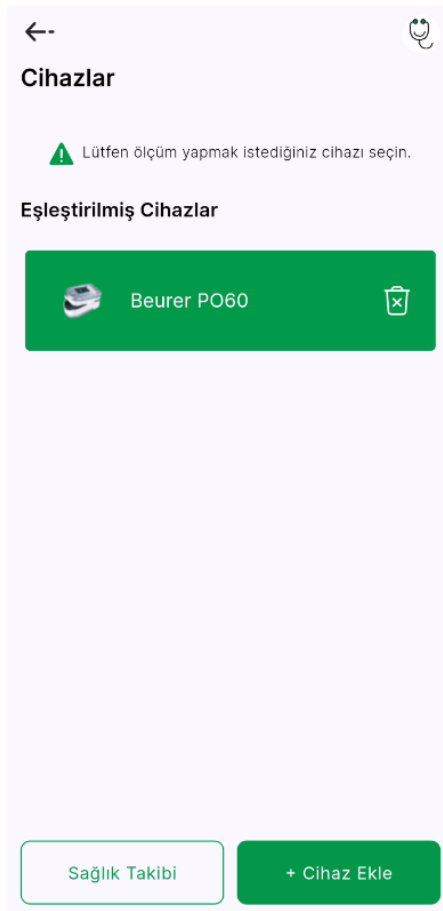 Cihazlar
Lütfen ölçüm yapmak istediğiniz cihazı seçin.
Eşleştirilmiş Cihazlar
Beurer PO60
Sağlık Takibi
+ Cihaz Ekle